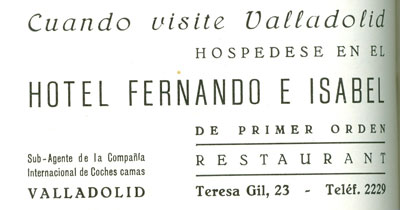 Cuando visite Valladolid
HOSPEDESE EN EL
HOTEL FERNANDO E ISABEL
DE PRIMER ORDEN
RESTAURANT
Sub-Agente de la Compañía
Internacional de Coches camas
VALLADOLID
Teresa Gil, 23 - Teléf. 2229